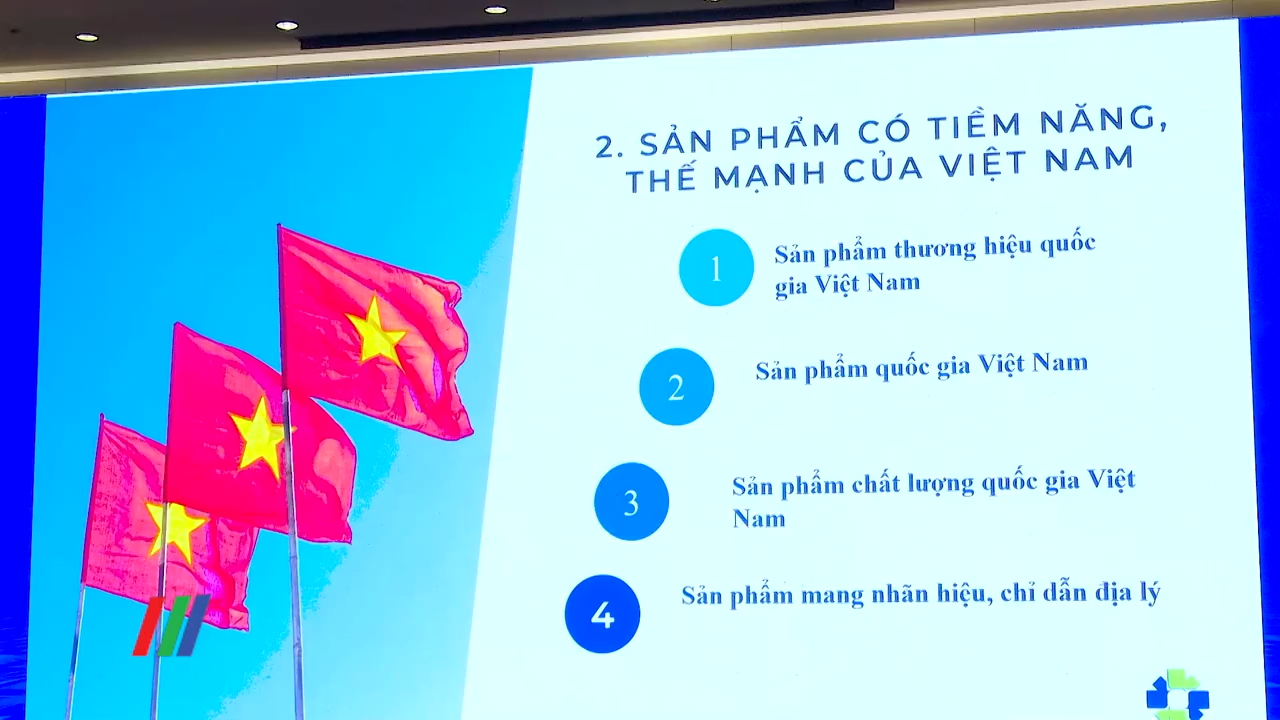 2. SẢN PHẨM CÓ TIỀM NĂNG,
THẾ MẠNH CỦA VIỆT NAM
1
Sản phẩm thương hiệu quốc
gia Việt Nam
2
Sản phẩm quốc gia Việt Nam
3
Sản phẩm chất lượng quốc gia Việt
Nam
4
Sản phẩm mang nhãn hiệu, chỉ dẫn địa lý